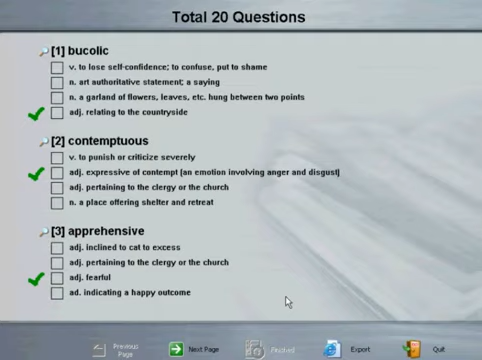 Total 20 Questions
[1] bucolic
v. to lose self-confidence; to confuse, put to shame
n. art authoritative statement; a saying
n. a garland of flowers, leaves, etc. hung between two points
adj. relating to the countryside
[2] contemptuous
v. to punish or criticize severely
adj. expressive of contempt (an emotion involving anger and disgust)
adj. pertaining to the clergy or the church
n. a place offering shelter and retreat
[3] apprehensive
adj. inclined to cat to excess
adj. pertaining to the clergy or the church
adj. fearful
ad. indicating a happy outcome
Previous Page
Next Page
Finished
Export
Quit